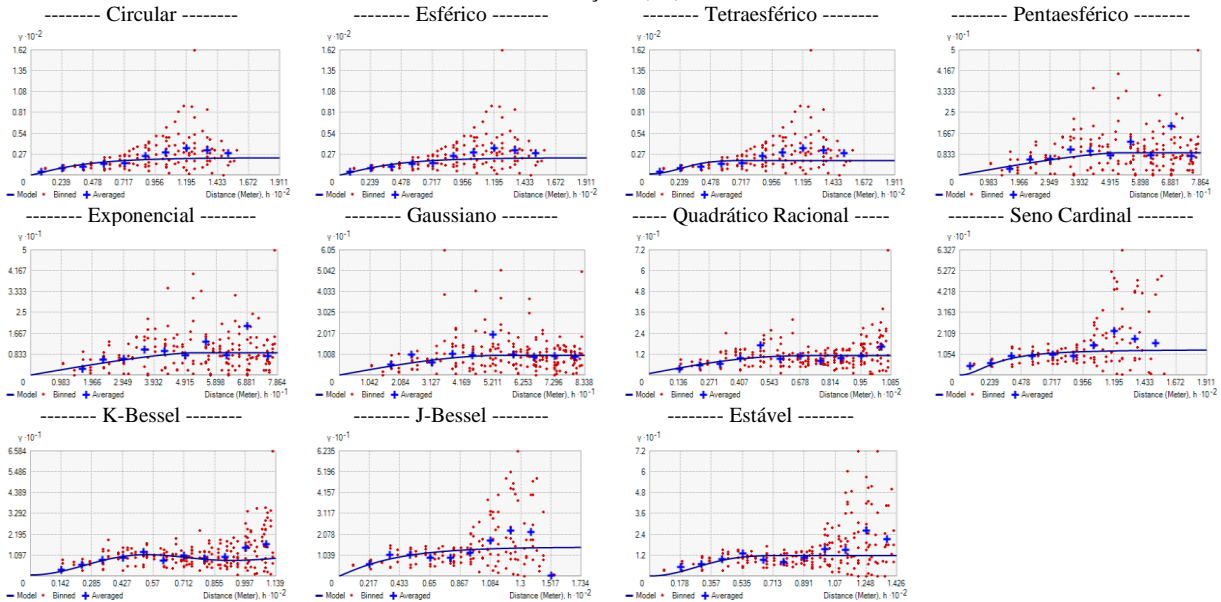 -------- Circular --------
-------- Esférico --------
-------- Tetraesférico --------
-------- Pentaesférico --------
γ ·10⁻²
1.62
1.35
1.08
0.81
0.54
0.27
0 0.239 0.478 0.717 0.956 1.195 1.433 1.672 1.911
Model Binned Averaged Distance (Meter), h ·10⁻²
γ ·10⁻²
1.62
1.35
1.08
0.81
0.54
0.27
0 0.239 0.478 0.717 0.956 1.195 1.433 1.672 1.911
Model Binned Averaged Distance (Meter), h ·10⁻²
γ ·10⁻²
1.62
1.35
1.08
0.81
0.54
0.27
0 0.239 0.478 0.717 0.956 1.195 1.433 1.672 1.911
Model Binned Averaged Distance (Meter), h ·10⁻²
γ ·10⁻¹
5
4.167
3.333
2.5
1.667
0.833
0 0.983 1.966 2.949 3.932 4.915 5.898 6.881 7.864
Model Binned Averaged Distance (Meter), h ·10⁻¹
-------- Exponencial --------
-------- Gaussiano --------
----- Quadrático Racional -----
-------- Seno Cardinal --------
γ ·10⁻¹
5
4.167
3.333
2.5
1.667
0.833
0 0.983 1.966 2.949 3.932 4.915 5.898 6.887 7.864
Model Binned Averaged Distance (Meter), h ·10⁻¹
γ ·10⁻¹
6.05
5.042
4.033
3.025
2.017
1.008
0 1.042 2.084 3.127 4.169 5.211 6.253 7.296 8.338
Model Binned Averaged Distance (Meter), h ·10⁻¹
γ ·10⁻¹
7.2
6
4.8
3.6
2.4
1.2
0 0.136 0.271 0.407 0.543 0.678 0.814 0.95 1.085
Model Binned Averaged Distance (Meter), h ·10⁻²
γ ·10⁻¹
6.327
5.272
4.218
3.163
2.109
1.054
0 0.239 0.478 0.717 0.956 1.195 1.433 1.672 1.911
Model Binned Averaged Distance (Meter), h ·10⁻²
-------- K-Bessel --------
-------- J-Bessel --------
-------- Estável --------
γ ·10⁻¹
6.584
5.486
4.389
3.292
2.195
1.097
0 0.142 0.285 0.427 0.57 0.712 0.855 0.997 1.139
Model Binned Averaged Distance (Meter), h ·10⁻²
γ ·10⁻¹
6.235
5.196
4.157
3.117
2.078
1.039
0 0.217 0.433 0.65 0.867 1.084 1.3 1.517 1.734
Model Binned Averaged Distance (Meter), h ·10⁻²
γ ·10⁻¹
7.2
6
4.8
3.6
2.4
1.2
0 0.178 0.357 0.535 0.713 0.891 1.07 1.248 1.426
Model Binned Averaged Distance (Meter), h ·10⁻²